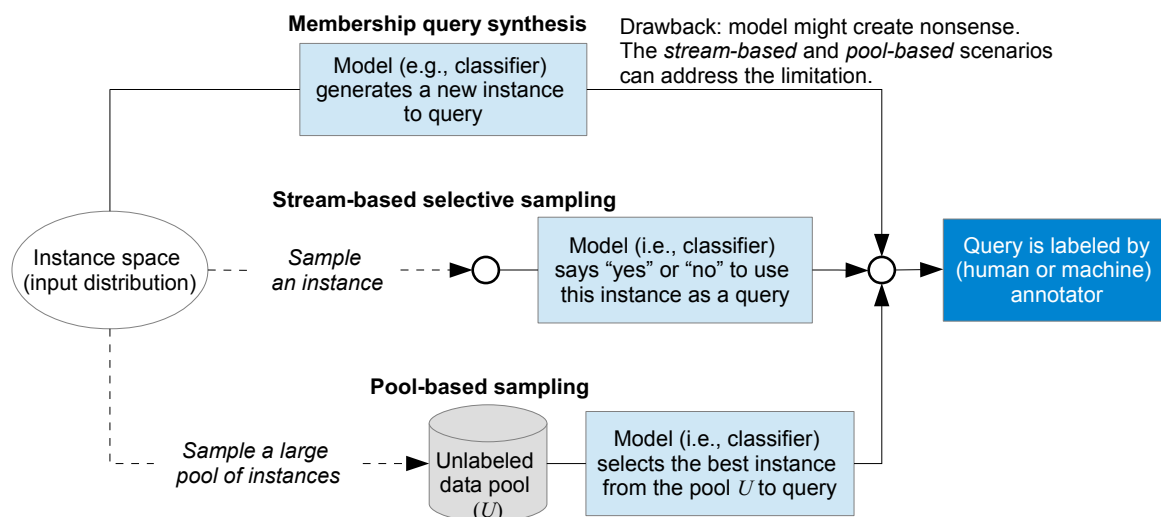 Membership query synthesis
Drawback: model might create nonsense.
The stream-based and pool-based scenarios
can address the limitation.
Model (e.g., classifier)
generates a new instance
to query
Stream-based selective sampling
Instance space
(input distribution)
Sample
an instance
Model (i.e., classifier)
says “yes” or “no” to use
this instance as a query
Query is labeled by
(human or machine)
annotator
Pool-based sampling
Sample a large
pool of instances
Unlabeled
data pool
(U)
Model (i.e., classifier)
selects the best instance
from the pool U to query